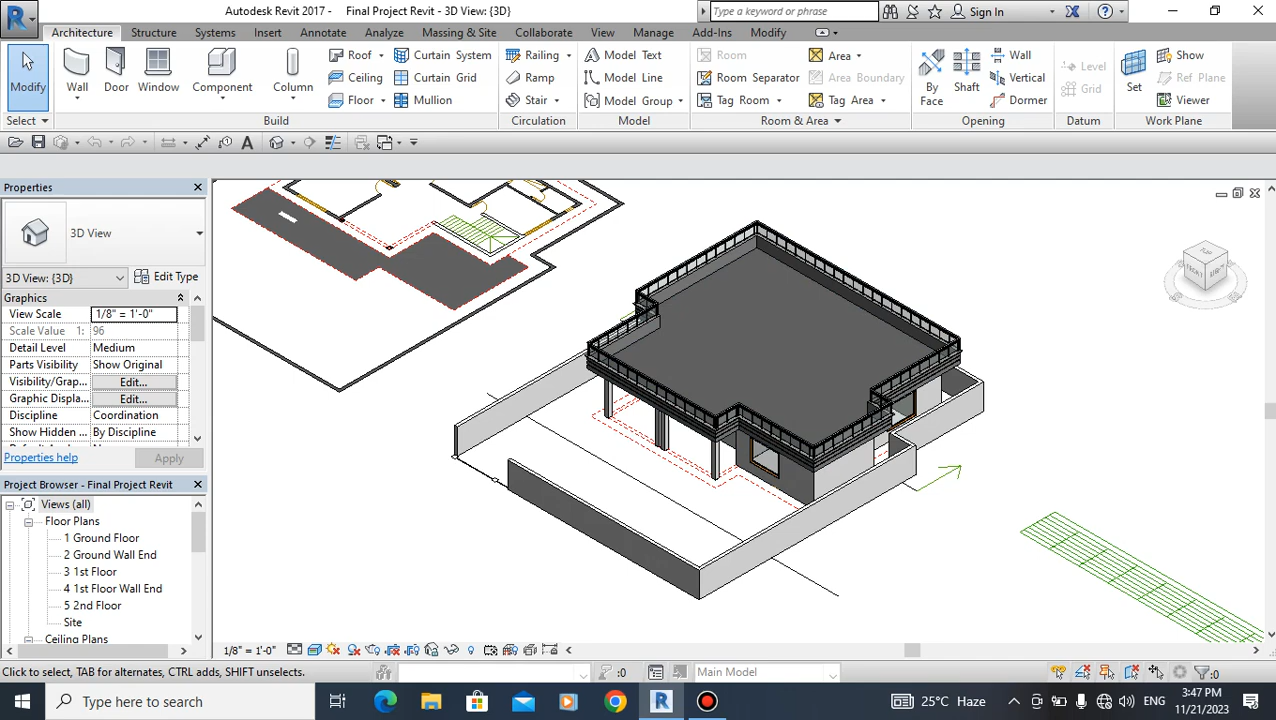 Autodesk Revit 2017 - Final Project Revit - 3D View: {3D}
Type a keyword or phrase
Sign In
Architecture Structure Systems Insert Annotate Analyze Massing & Site Collaborate View Manage Add-Ins Modify
Modify
Wall
Door
Window
Component
Column
Roof
Ceiling
Floor
Curtain System
Curtain Grid
Mullion
Railing
Ramp
Stair
Model Text
Model Line
Model Group
Room
Room Separator
Tag Room
Area
Area Boundary
Tag Area
By
Face
Shaft
Wall
Vertical
Dormer
Level
Grid
Set
Show
Ref Plane
Viewer
Select Build Circulation Model Room & Area Opening Datum Work Plane
Properties
3D View
3D View: {3D}
Edit Type
Graphics
View Scale 1/8" = 1'-0"
Scale Value 1: 96
Detail Level Medium
Parts Visibility Show Original
Visibility/Grap... Edit...
Graphic Displa... Edit...
Discipline Coordination
Show Hidden ... By Discipline
Properties help
Apply
Project Browser - Final Project Revit
Views (all)
Floor Plans
1 Ground Floor
2 Ground Wall End
3 1st Floor
4 1st Floor Wall End
5 2nd Floor
Site
Ceiling Plans
TOP
FRONT
1/8" = 1'-0"
Click to select, TAB for alternates, CTRL adds, SHIFT unselects.
:0
Main Model
:0
Type here to search
25°C Haze
ENG
3:47 PM
11/21/2023